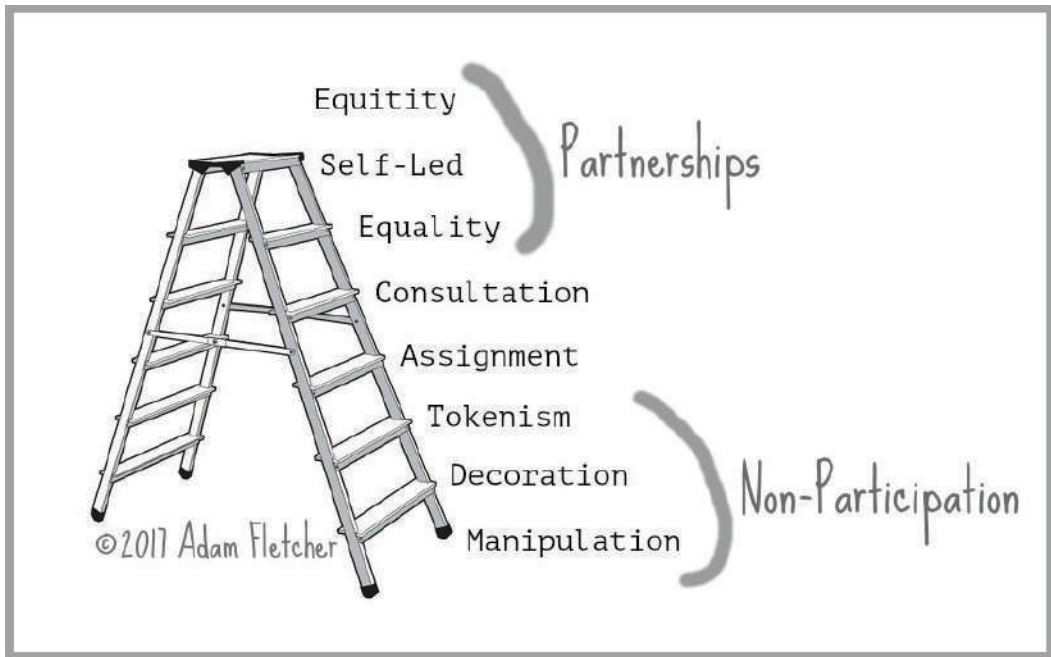 Equitity
Self-Led
Equality
Partnerships
Consultation
Assignment
Tokenism
Decoration
Manipulation
Non-Participation
©2017 Adam Fletcher